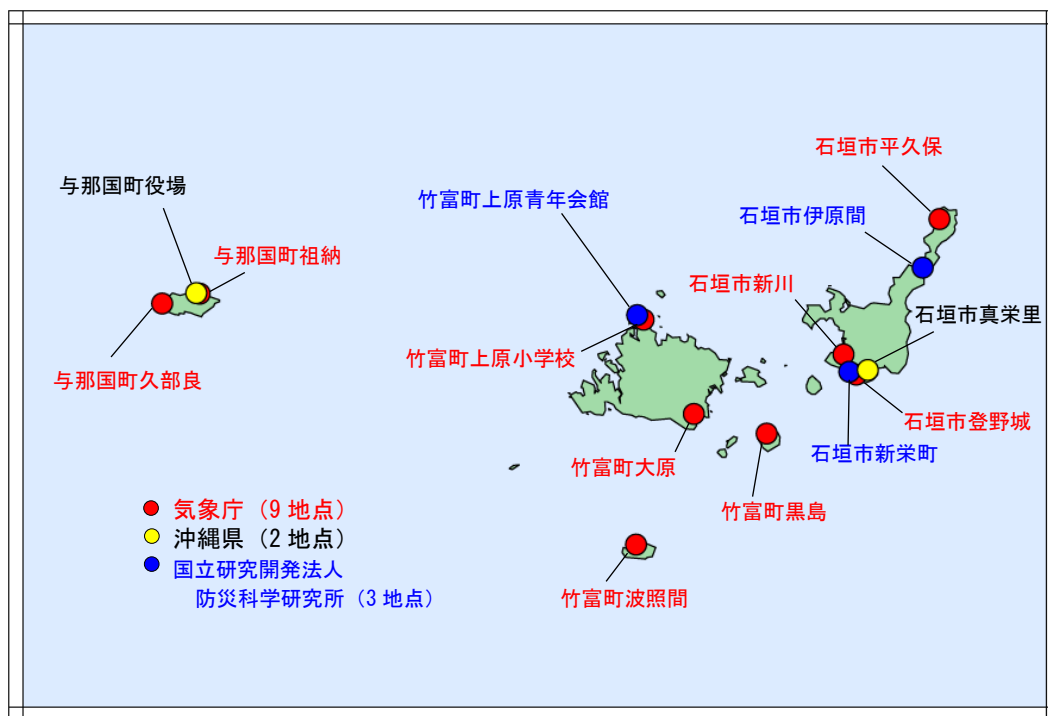 石垣市平久保
与那国町役場
竹富町上原青年会館
石垣市伊原間
与那国町祖納
石垣市新川
石垣市真栄里
竹富町上原小学校
与那国町久部良
石垣市登野城
石垣市新栄町
竹富町大原
竹富町黒島
気象庁（9 地点）
沖縄県（2 地点）
国立研究開発法人
防災科学研究所（3 地点）
竹富町波照間